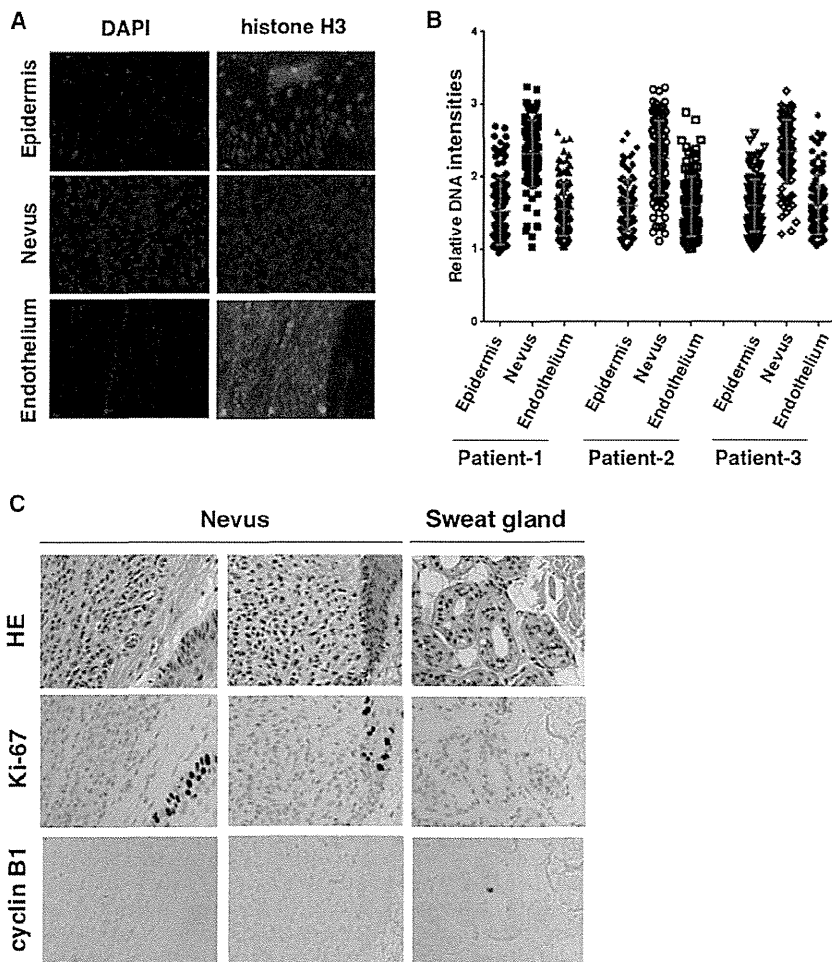 A
DAPI
histone H3
Epidermis
Nevus
Endothelium
B
Relative DNA intensities
4
3
2
1
0
Epidermis
Nevus
Endothelium
Epidermis
Nevus
Endothelium
Epidermis
Nevus
Endothelium
Patient-1
Patient-2
Patient-3
C
Nevus
Sweat gland
HE
Ki-67
cyclin B1